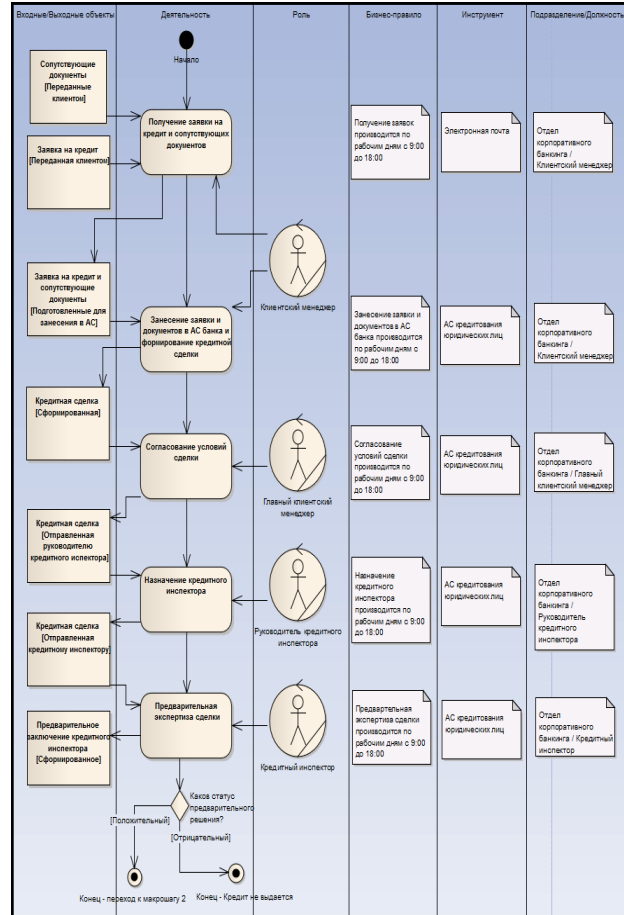 Входные/Выходные объекты
Деятельность
Роль
Бизнес-правило
Инструмент
Подразделение/Должность
Начало
Сопутствующие
документы
[Переданные
клиентом]
Получение заявки на
кредит и сопутствующих
документов
Получение заявок
производится по
рабочим дням с 9:00
до 18:00
Электронная почта
Отдел
корпоративного
банкинга /
Клиентский менеджер
Заявка на кредит
[Переданная клиентом]
Клиентский менеджер
Заявка на кредит и
сопутствующие
документы
[Подготовленные для
занесения в АС]
Занесение заявки и
документов в АС банка и
формирование кредитной
сделки
Занесение заявки и
документов в АС
банка произодится
по рабочим дням с
9:00 до 18:00
АС кредитования
юридических лиц
Отдел
корпоративного
банкинга /
Клиентский менеджер
Кредитная сделка
[Сформированная]
Согласование условий
сделки
Главный клиентский
менеджер
Согласование
условий сделки
производится по
рабочим дням с 9:00
до 18:00
АС кредитования
юридических лиц
Отдел
корпоративного
банкинга / Главный
клиентский менеджер
Кредитная сделка
[Отправленная
руководителю
кредитного испектора]
Назначение кредитного
инспектора
Руководитель кредитного
инспектора
Назначение
кредитного
инспектора
производится по
рабочим дням с 9:00
до 18:00
АС кредитования
юридических лиц
Отдел
корпоративного
банкинга /
Руководитель
кредитного
инспектора
Кредитная сделка
[Отправленная
кредитному инспектору]
Предварительная
экспертиза сделки
Кредитный инспектор
Предвартельная
экспертиза сделки
производится по
рабочим дням с 9:00
до 18:00
АС кредитования
юридических лиц
Отдел
корпоративного
банкинга / Кредитный
инспектор
Предварительное
заключение кредитного
инспектора
[Сформированное]
Каков статус
предварительного
решения?
[Положительный]
[Отрицательный]
Конец - переход к макрошагу 2
Конец - Кредит не выдается